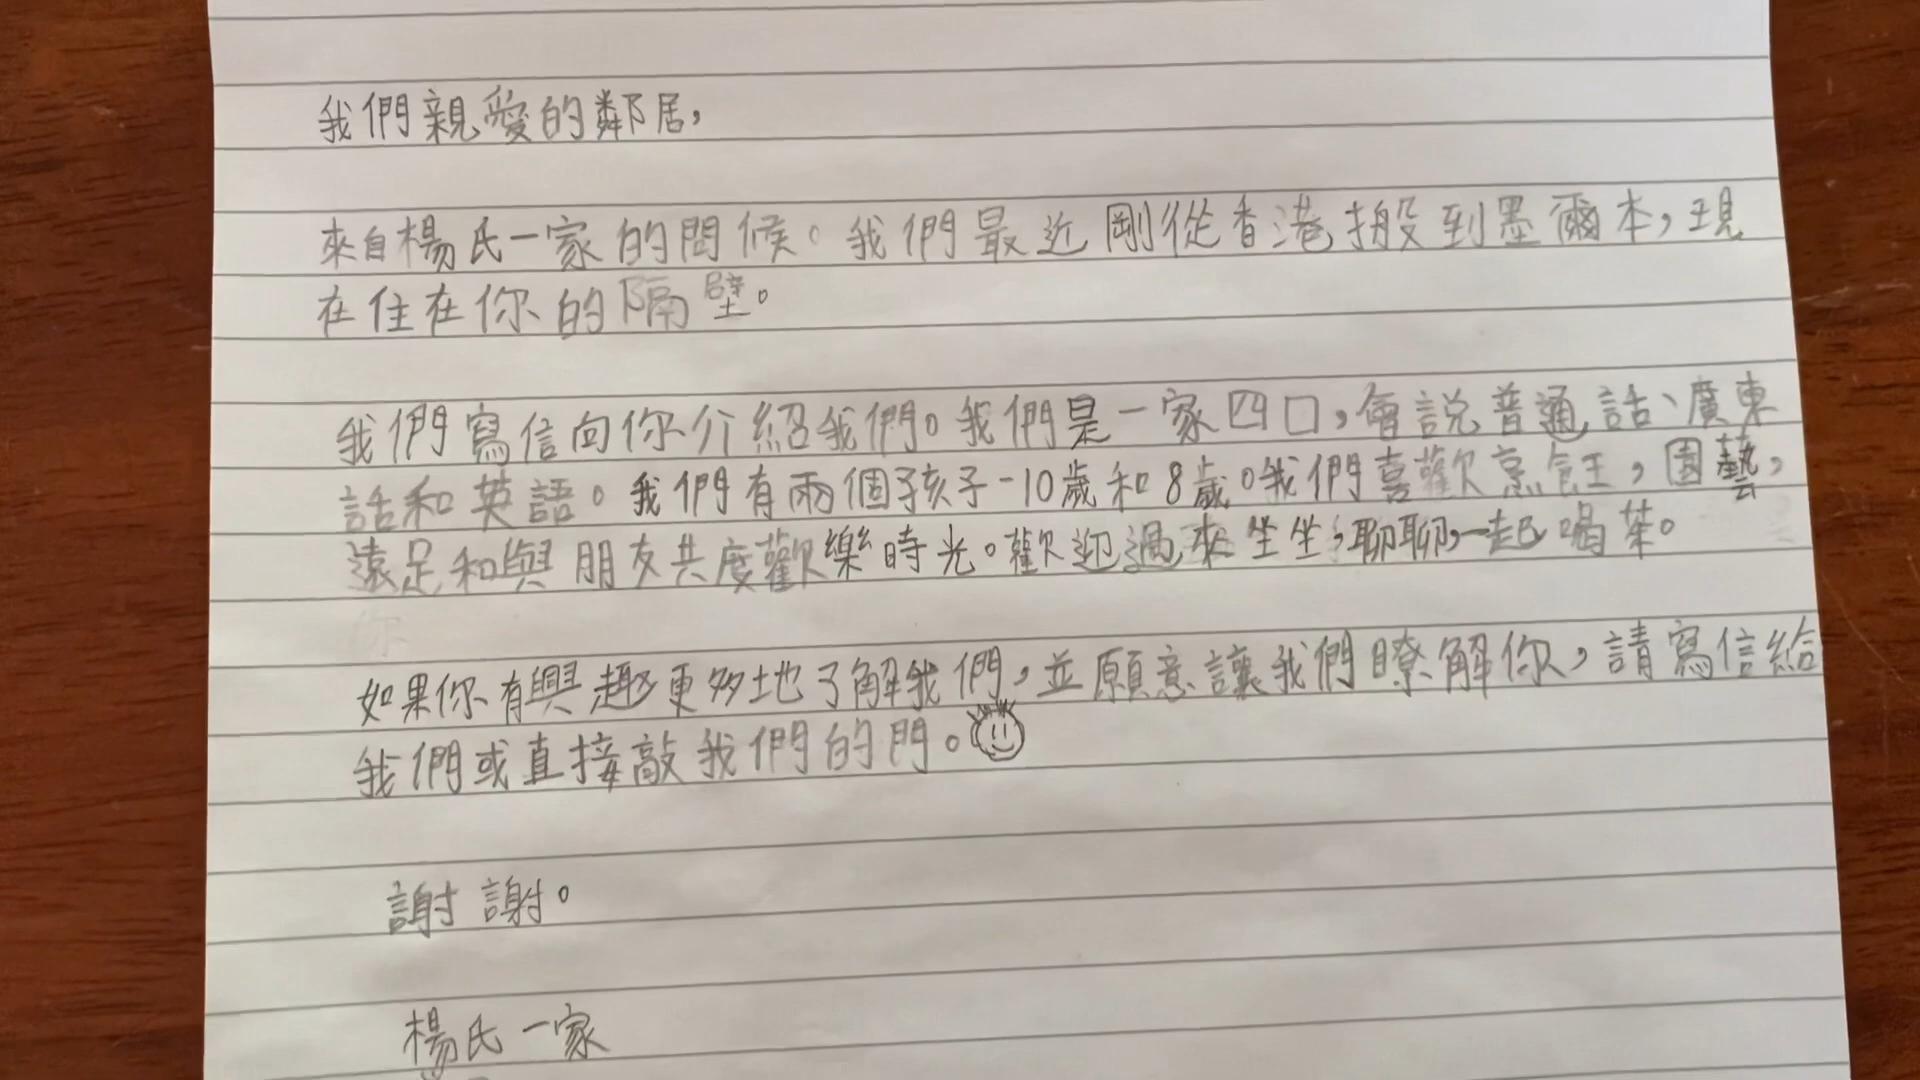 我們親愛的鄰居,
來自楊氏一家的問候。我們最近剛從香港搬到墨爾本,現
在住在你的隔壁。
我們寫信向你介紹我們。我們是一家四口,會說普通話、廣東
話和英語。我們有兩個孩子-10歲和8歲。我們喜歡烹飪,園藝,
遠足和與朋友共度歡樂時光。歡迎過來坐坐,聊聊,一起喝茶。
你
如果你有興趣更多地了解我們,並願意讓我們瞭解你,請寫信給
我們或直接敲我們的門。
謝謝。
楊氏一家